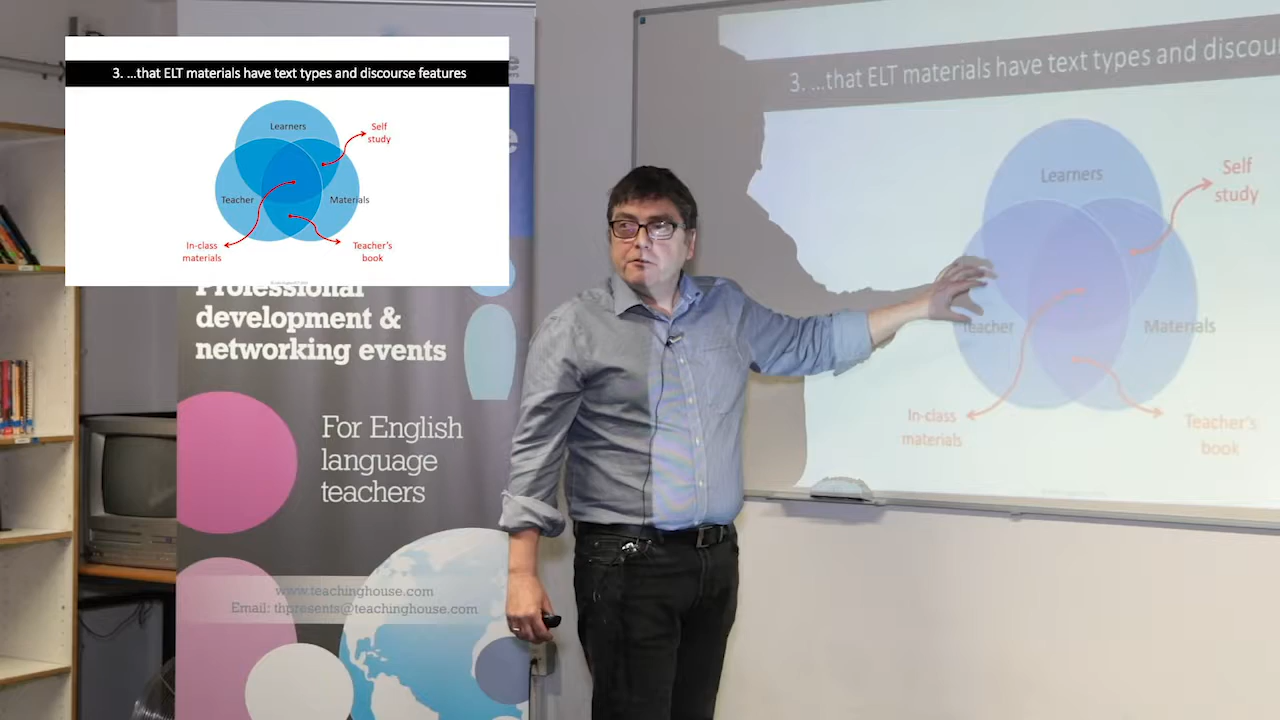 3. ...that ELT materials have text types and discourse features
Learners
Self
study
Teacher
Materials
In-class
materials
Teacher's
book
Professional
development &
networking events
For English
language
teachers
www.teachinghouse.com
Email: thpresents@teachinghouse.com
3. ...that ELT materials have text types and discou
Learners
Self
study
Teacher
Materials
In-class
materials
Teacher's
book